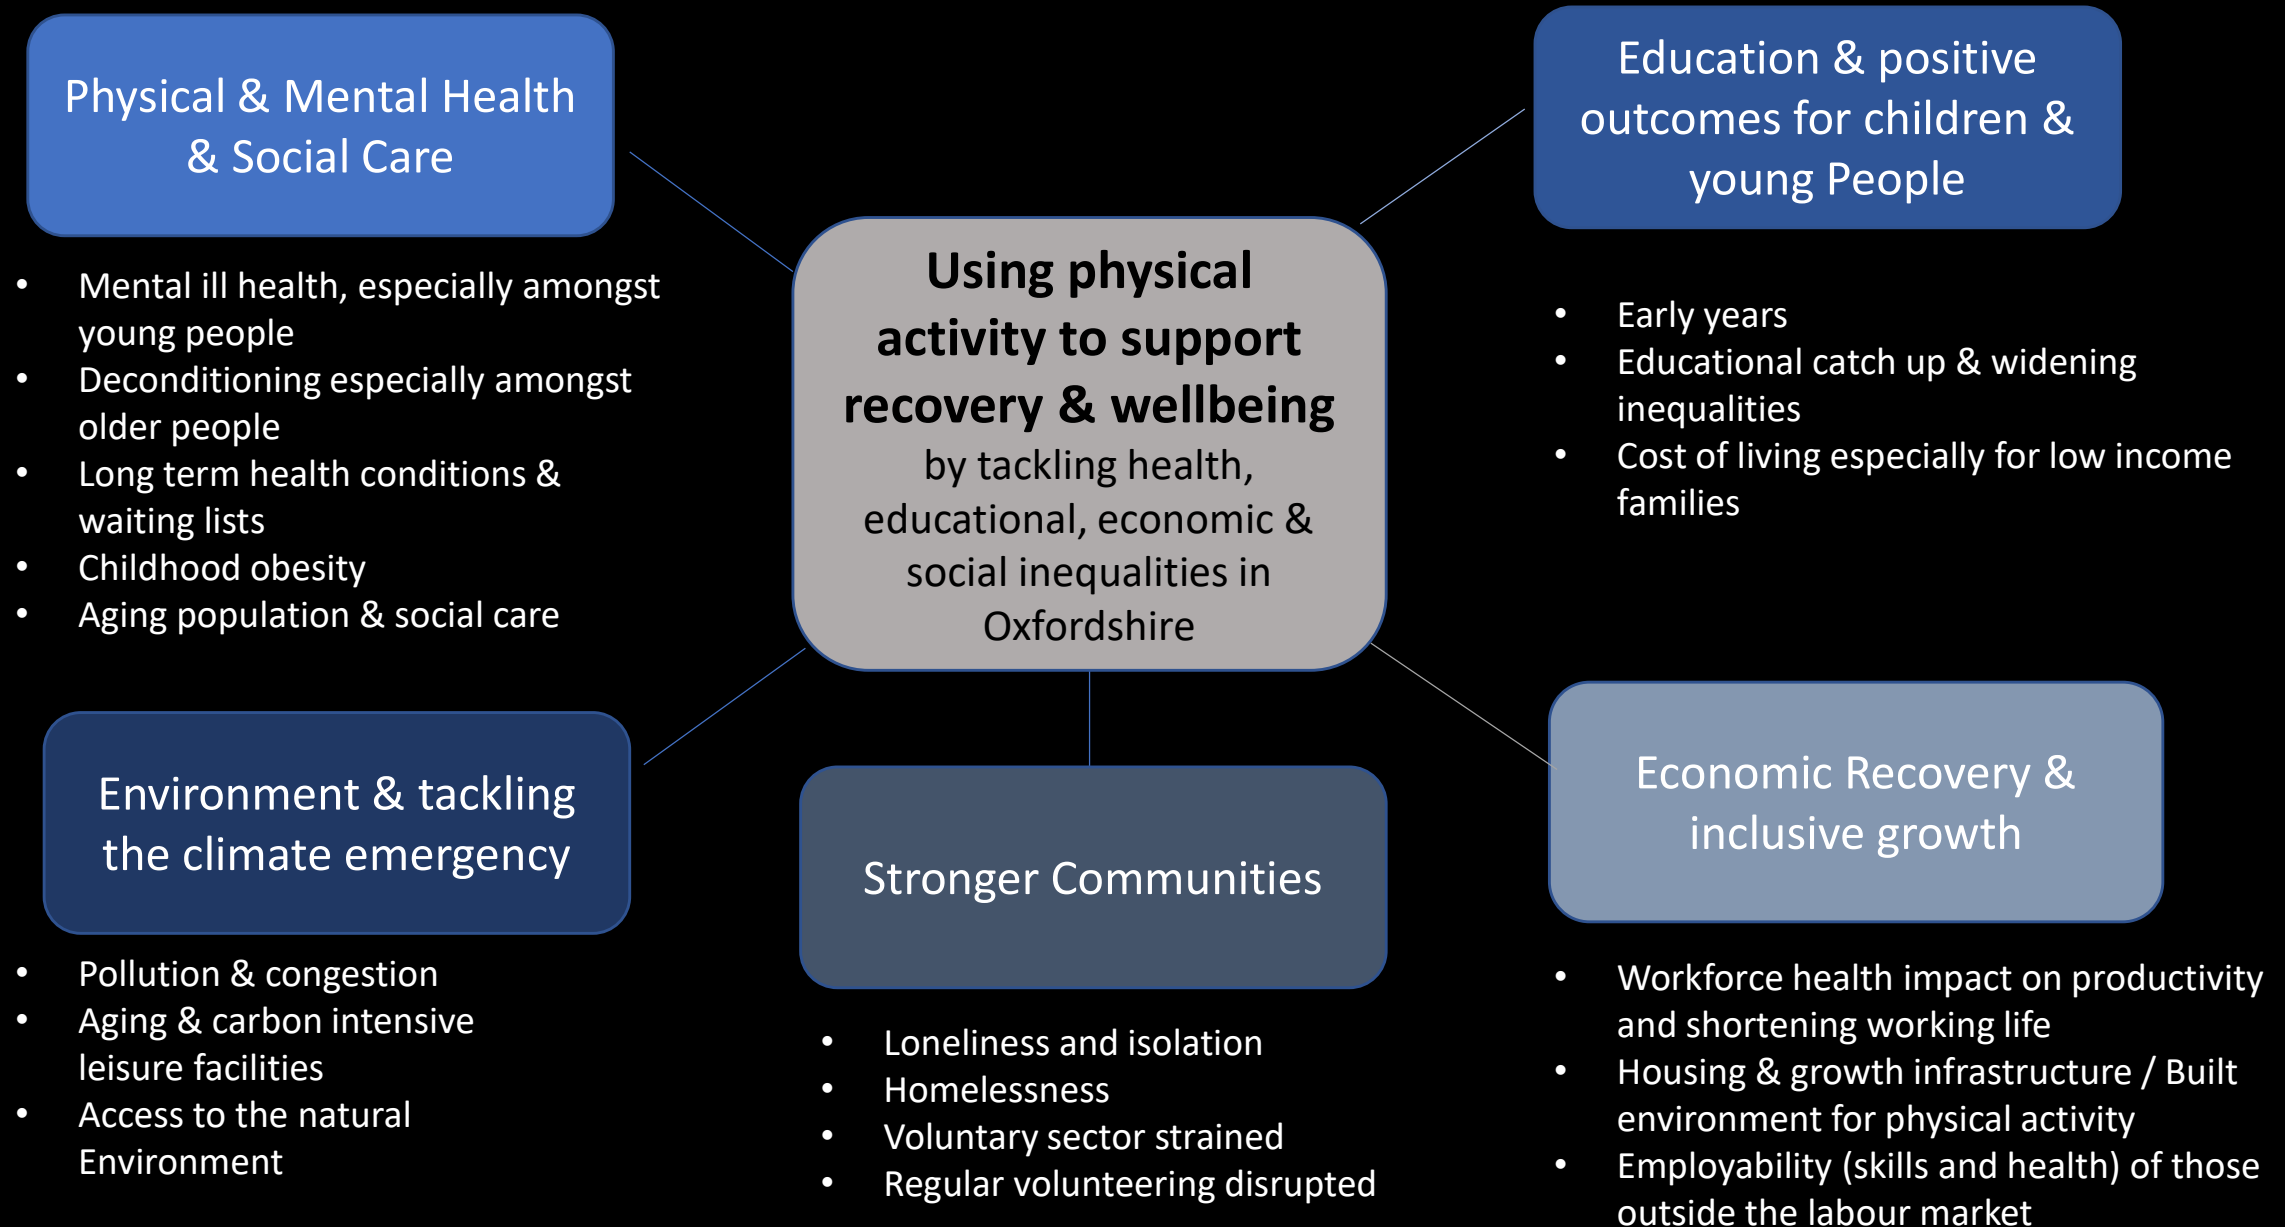 Physical & Mental Health
& Social Care
• Mental ill health, especially amongst
young people
• Deconditioning especially amongst
older people
• Long term health conditions &
waiting lists
• Childhood obesity
• Aging population & social care
Using physical
activity to support
recovery & wellbeing
by tackling health,
educational, economic &
social inequalities in
Oxfordshire
Education & positive
outcomes for children &
young People
• Early years
• Educational catch up & widening
inequalities
• Cost of living especially for low income
families
Environment & tackling
the climate emergency
• Pollution & congestion
• Aging & carbon intensive
leisure facilities
• Access to the natural
Environment
Stronger Communities
• Loneliness and isolation
• Homelessness
• Voluntary sector strained
• Regular volunteering disrupted
Economic Recovery &
inclusive growth
• Workforce health impact on productivity
and shortening working life
• Housing & growth infrastructure / Built
environment for physical activity
• Employability (skills and health) of those
outside the labour market